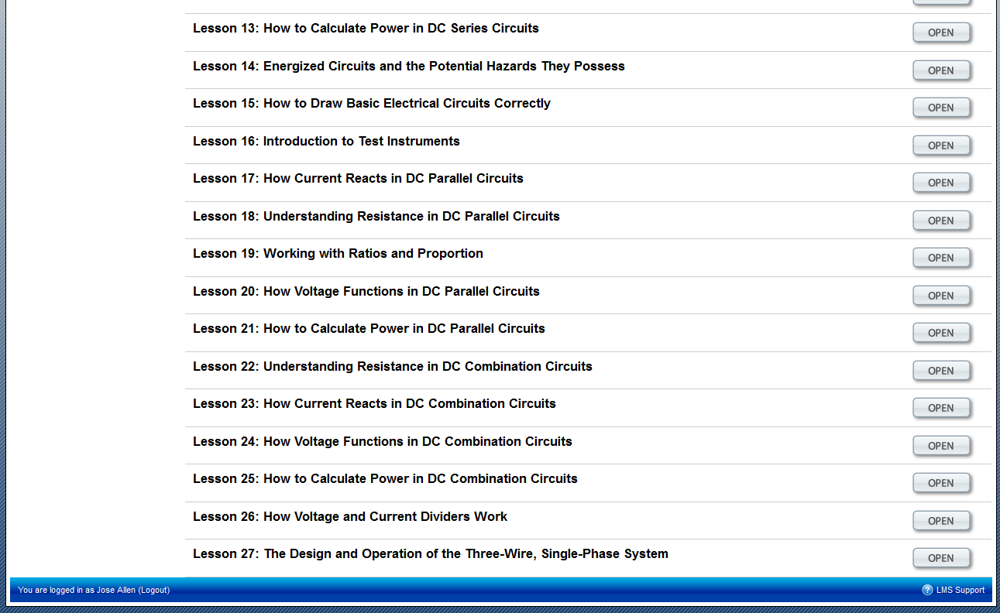 Lesson 13: How to Calculate Power in DC Series Circuits
OPEN
Lesson 14: Energized Circuits and the Potential Hazards They Possess
OPEN
Lesson 15: How to Draw Basic Electrical Circuits Correctly
OPEN
Lesson 16: Introduction to Test Instruments
OPEN
Lesson 17: How Current Reacts in DC Parallel Circuits
OPEN
Lesson 18: Understanding Resistance in DC Parallel Circuits
OPEN
Lesson 19: Working with Ratios and Proportion
OPEN
Lesson 20: How Voltage Functions in DC Parallel Circuits
OPEN
Lesson 21: How to Calculate Power in DC Parallel Circuits
OPEN
Lesson 22: Understanding Resistance in DC Combination Circuits
OPEN
Lesson 23: How Current Reacts in DC Combination Circuits
OPEN
Lesson 24: How Voltage Functions in DC Combination Circuits
OPEN
Lesson 25: How to Calculate Power in DC Combination Circuits
OPEN
Lesson 26: How Voltage and Current Dividers Work
OPEN
Lesson 27: The Design and Operation of the Three-Wire, Single-Phase System
OPEN
You are logged in as Jose Allen (Logout)
? LMS Support